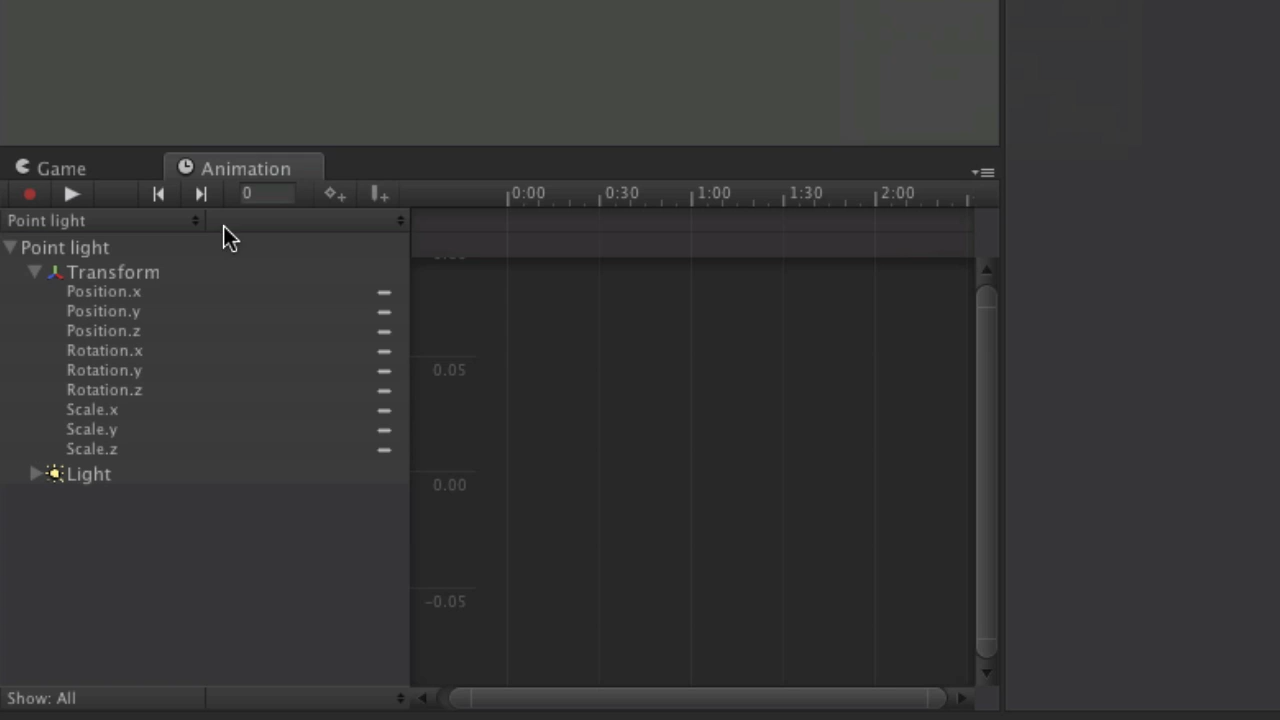 Game
Animation
0
0:00
0:30
1:00
1:30
2:00
Point light
Point light
Transform
Position.x
Position.y
Position.z
Rotation.x
Rotation.y
Rotation.z
Scale.x
Scale.y
Scale.z
Light
0.05
0.00
-0.05
Show: All